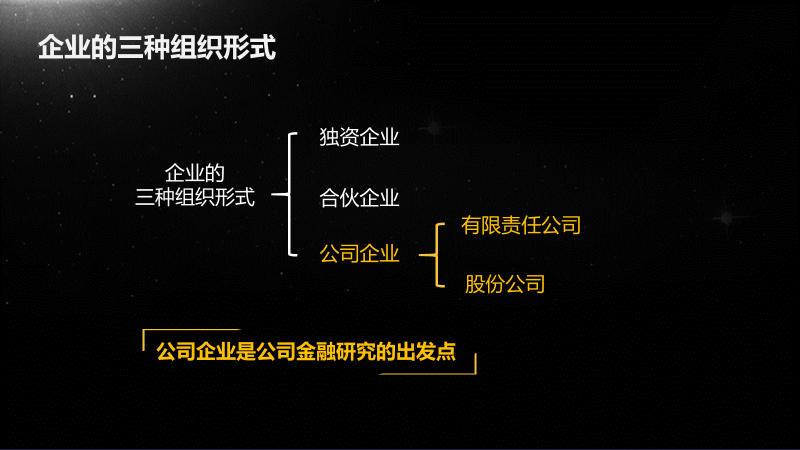 企业的三种组织形式
独资企业
企业的
三种组织形式
合伙企业
公司企业
有限责任公司
股份公司
公司企业是公司金融研究的出发点